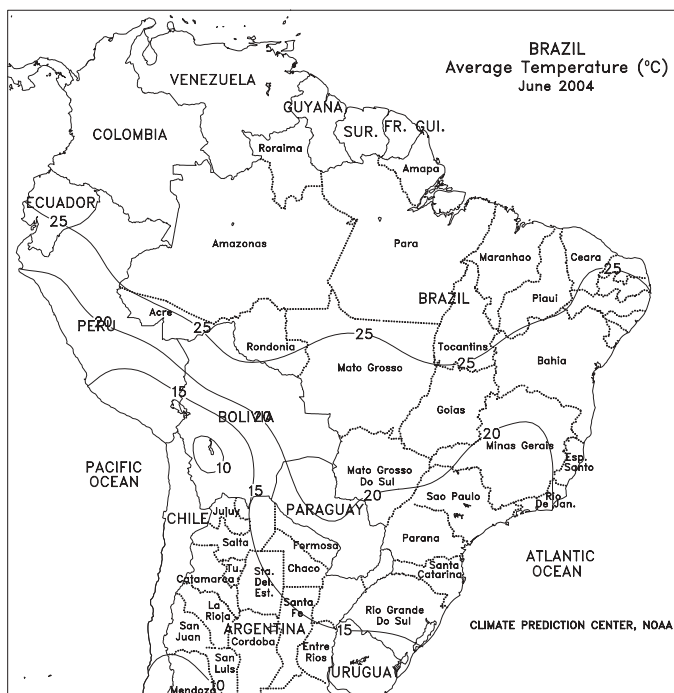 BRAZIL
Average Temperature (°C)
June 2004
VENEZUELA
GUYANA
COLOMBIA
SUR.
FR. GUI.
Roraima
Amapa
ECUADOR
25
Amazonas
Para
Maranhao
Ceara
25
BRAZIL
Piaui
Acre
20
PERU
25
25
Rondonia
Tocantins
25
Mato Grosso
Bahia
15
Goias
BOLIVIA
20
20
Minas Gerais
PACIFIC
OCEAN
10
Mato Grosso
Do Sul
Esp.
Santo
15
20
Sao Paulo
Rio
De Jan.
CHILE
Jujuy
PARAGUAY
Salta
Formosa
Parana
ATLANTIC
OCEAN
Tu.
Catamarca
Sta.
Del.
Est.
Chaco
Santa
Catarina
La
Rioja
Santa
Fe
Rio Grande
Do Sul
San
Juan
ARGENTINA
Cordoba
15
CLIMATE PREDICTION CENTER, NOAA
San
Luis
Entre
Rios
URUGUAY
Mendoza
10